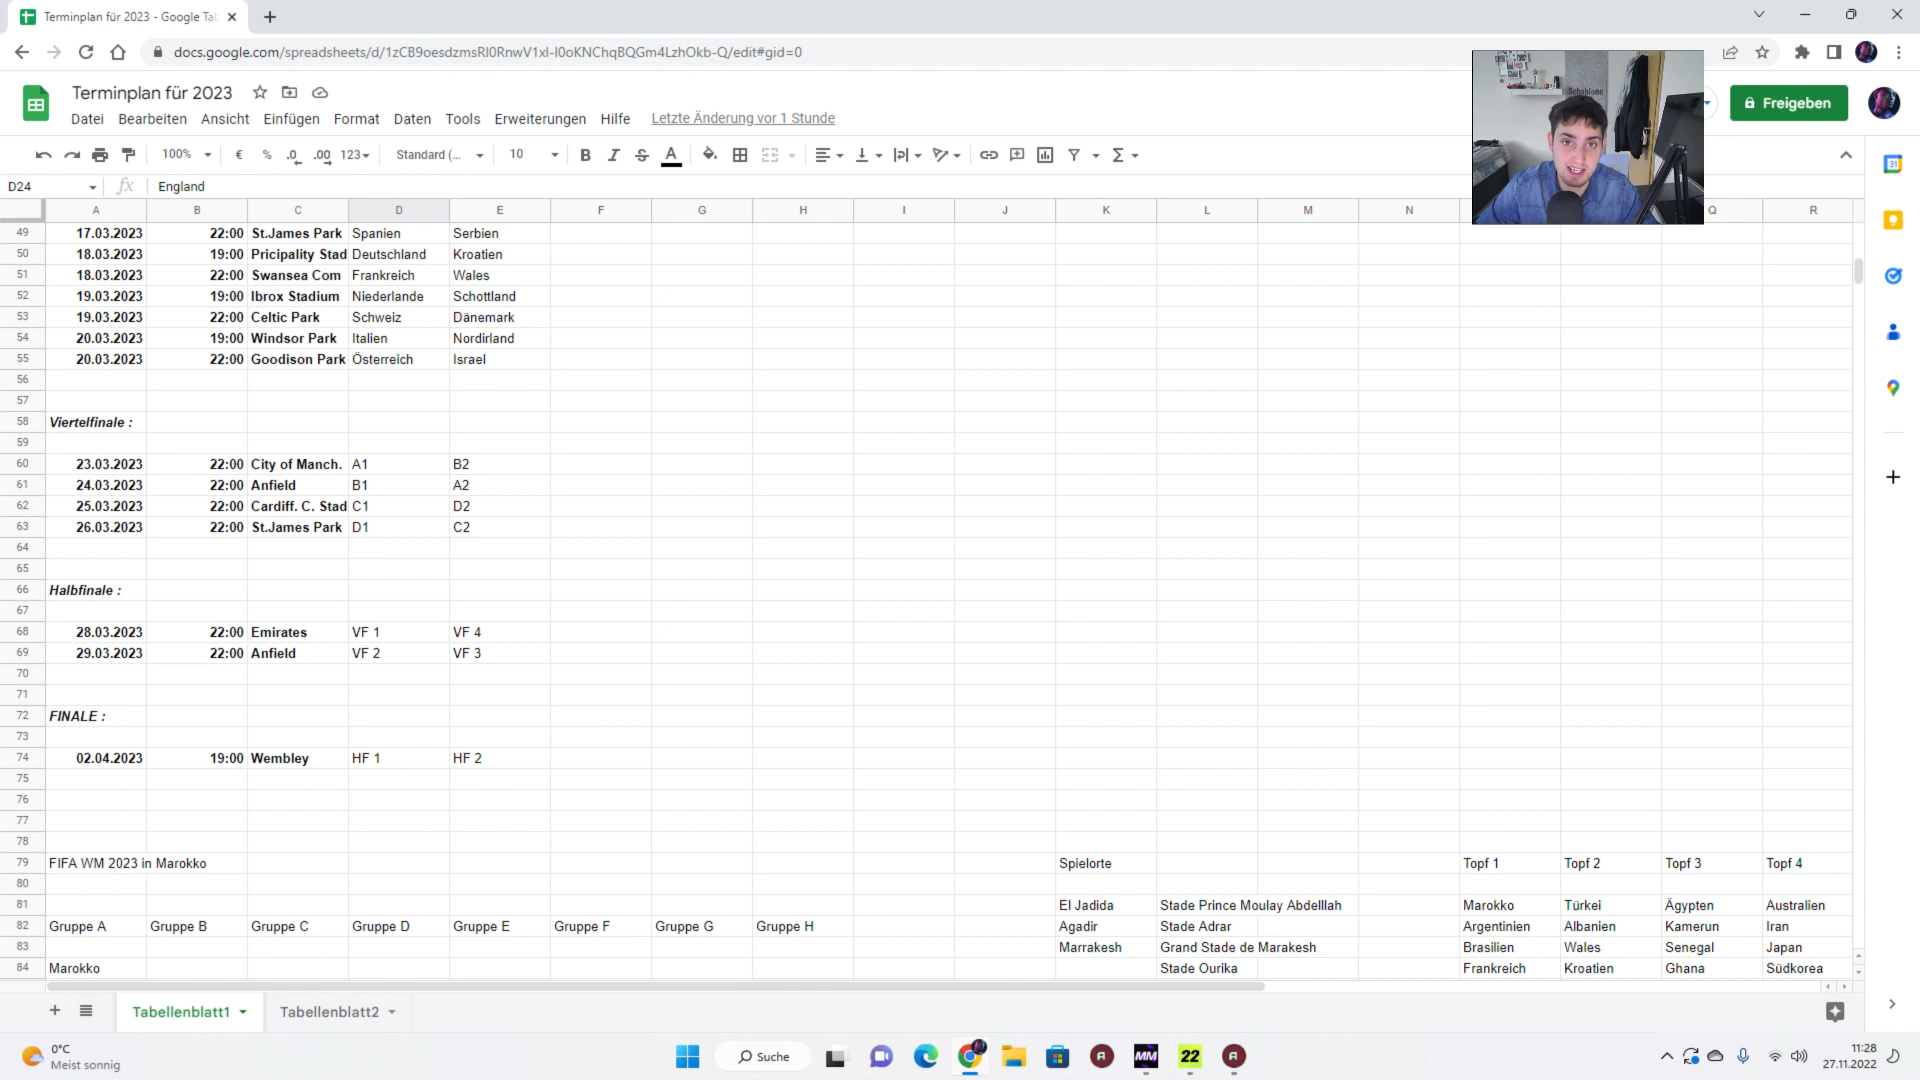 Terminplan für 2023 - Google Tab
docs.google.com/spreadsheets/d/1zCB9oesdzmsRI0RnwV1xI-I0oKNChqBQGm4LzhOkb-Q/edit#gid=0
Terminplan für 2023
Datei Bearbeiten Ansicht Einfügen Format Daten Tools Erweiterungen Hilfe Letzte Änderung vor 1 Stunde
Freigeben
100% € % .0 .00 123 Standard (... 10 B I S A
D24 fx England
A B C D E F G H I J K L M N Q R
49 17.03.2023 22:00 St.James Park Spanien Serbien
50 18.03.2023 19:00 Pricipality Stad Deutschland Kroatien
51 18.03.2023 22:00 Swansea Com Frankreich Wales
52 19.03.2023 19:00 Ibrox Stadium Niederlande Schottland
53 19.03.2023 22:00 Celtic Park Schweiz Dänemark
54 20.03.2023 19:00 Windsor Park Italien Nordirland
55 20.03.2023 22:00 Goodison Park Österreich Israel
56
57
58 Viertelfinale :
59
60 23.03.2023 22:00 City of Manch. A1 B2
61 24.03.2023 22:00 Anfield B1 A2
62 25.03.2023 22:00 Cardiff. C. Stad C1 D2
63 26.03.2023 22:00 St.James Park D1 C2
64
65
66 Halbfinale :
67
68 28.03.2023 22:00 Emirates VF 1 VF 4
69 29.03.2023 22:00 Anfield VF 2 VF 3
70
71
72 FINALE :
73
74 02.04.2023 19:00 Wembley HF 1 HF 2
75
76
77
78
79 FIFA WM 2023 in Marokko Spielorte Topf 1 Topf 2 Topf 3 Topf 4
80
81 El Jadida Stade Prince Moulay Abdelllah Marokko Türkei Ägypten Australien
82 Gruppe A Gruppe B Gruppe C Gruppe D Gruppe E Gruppe F Gruppe G Gruppe H Agadir Stade Adrar Argentinien Albanien Kamerun Iran
83 Marrakesh Grand Stade de Marakesh Brasilien Wales Senegal Japan
84 Marokko Stade Ourika Frankreich Kroatien Ghana Südkorea
Tabellenblatt1 Tabellenblatt2
0°C
Meist sonnig
Suche
MM
22
11:28
27.11.2022